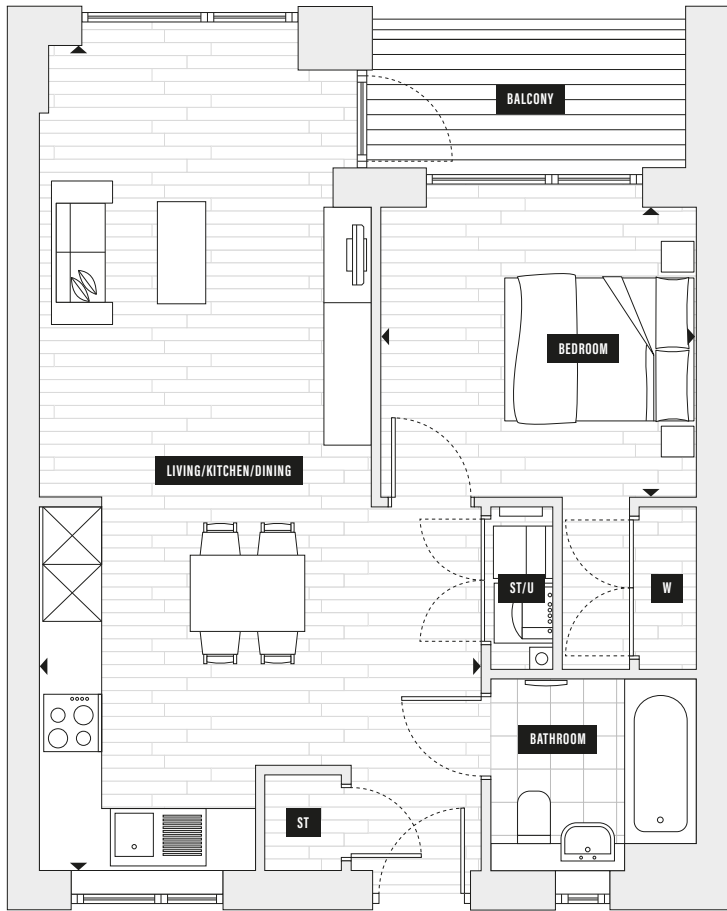 BALCONY
BEDROOM
LIVING/KITCHEN/DINING
ST/U
W
BATHROOM
ST